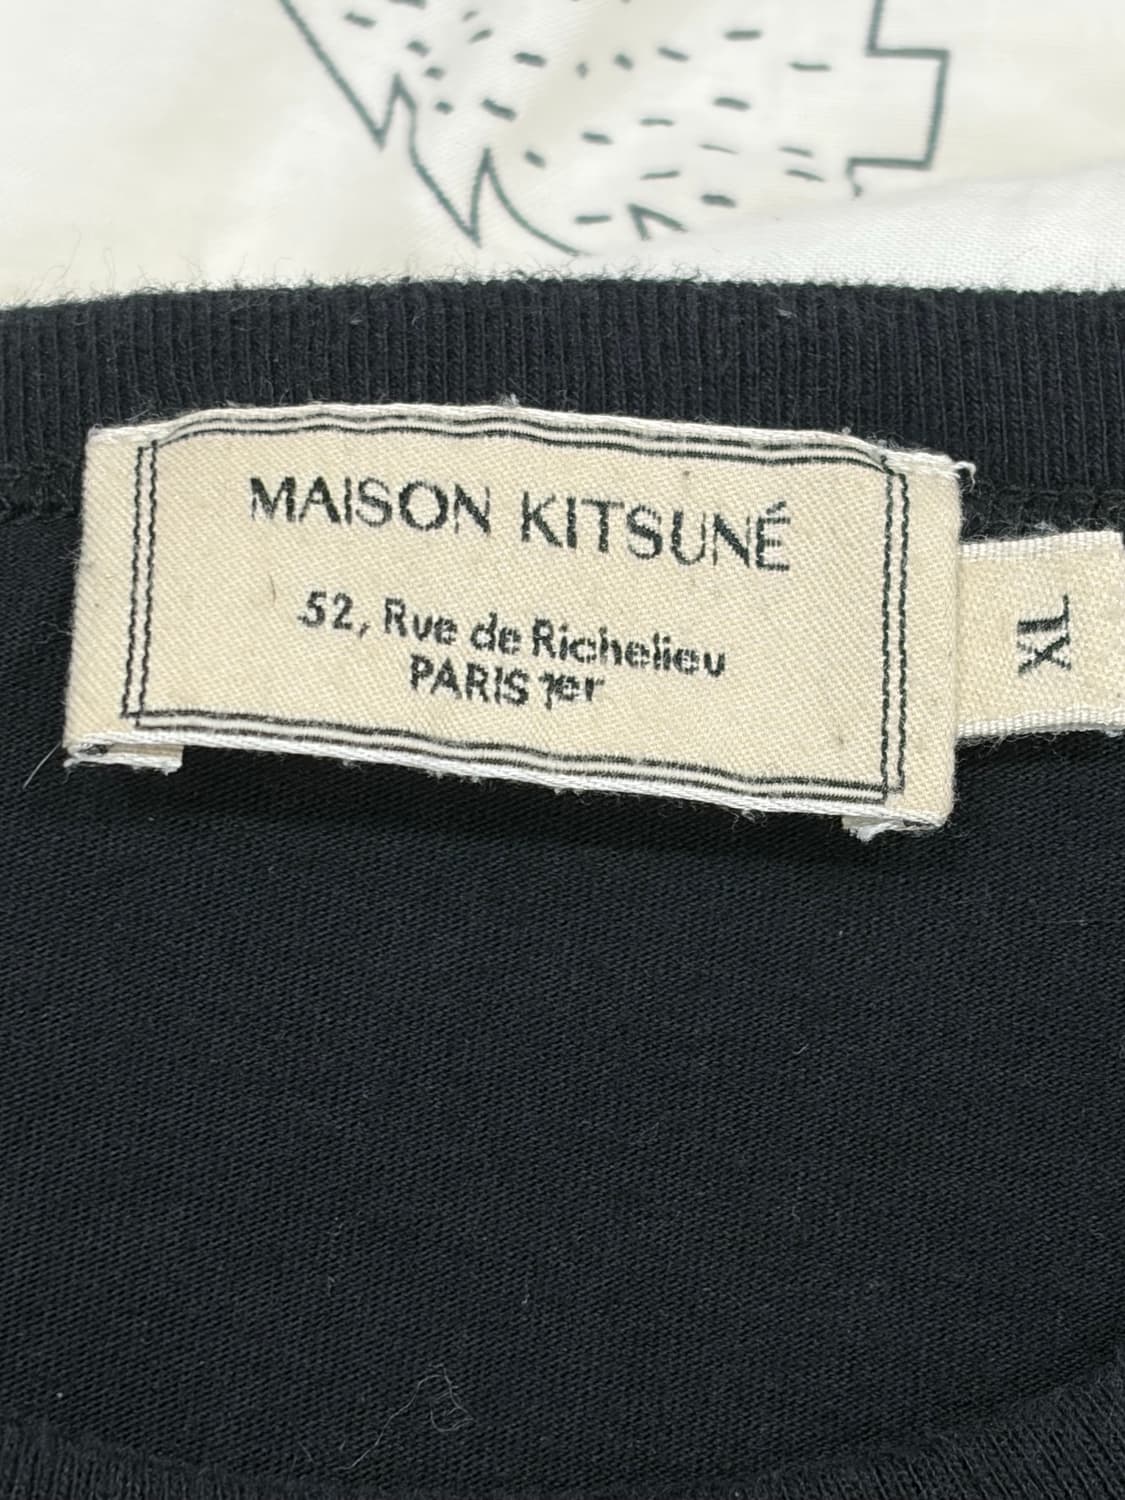 MAISON KITSUNÉ
52, Rue de Richelieu
PARIS 1er
XL